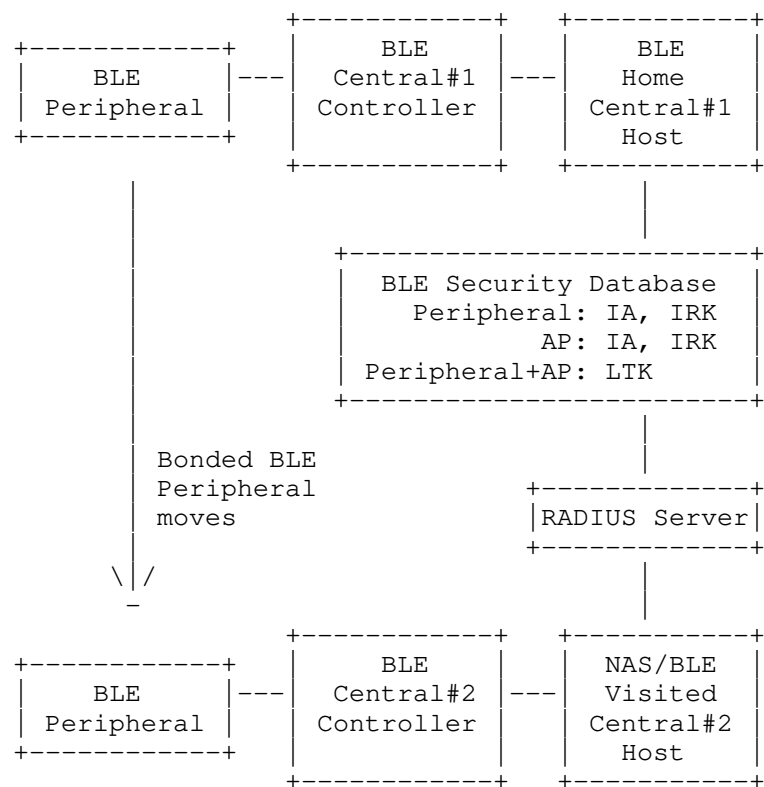 BLE BLE
BLE Central#1 Home
Peripheral Controller Central#1
Host
BLE Security Database
Peripheral: IA, IRK
AP: IA, IRK
Peripheral+AP: LTK
Bonded BLE
Peripheral
moves
RADIUS Server
BLE NAS/BLE
BLE Central#2 Visited
Peripheral Controller Central#2
Host